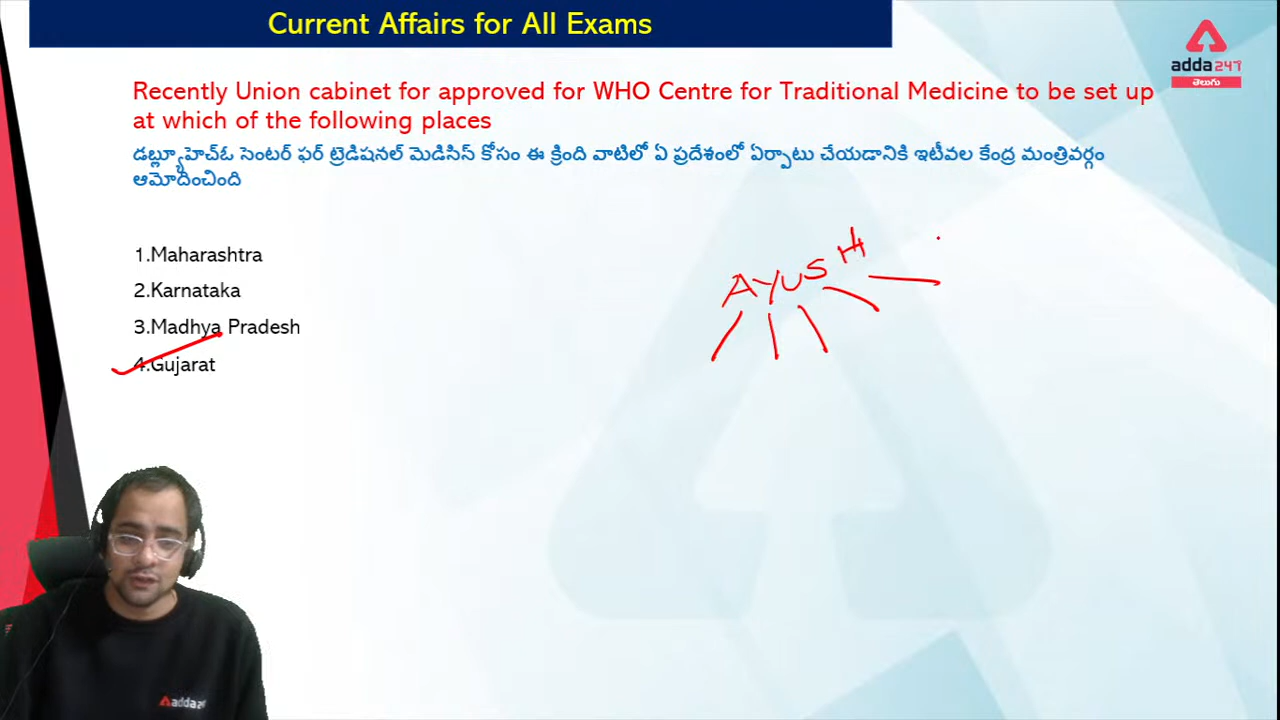 Current Affairs for All Exams
adda247
తెలుగు
Recently Union cabinet for approved for WHO Centre for Traditional Medicine to be set up
at which of the following places
డబ్ల్యూహెచ్ఓ సెంటర్ ఫర్ ట్రెడిషనల్ మెడిసిస్ కోసం ఈ క్రింది వాటిలో ఏ ప్రదేశంలో ఏర్పాటు చేయడానికి ఇటీవల కేంద్ర మంత్రివర్గం
ఆమోదించింది
1.Maharashtra
2.Karnataka
3.Madhya Pradesh
4.Gujarat
AYUSH
adda247